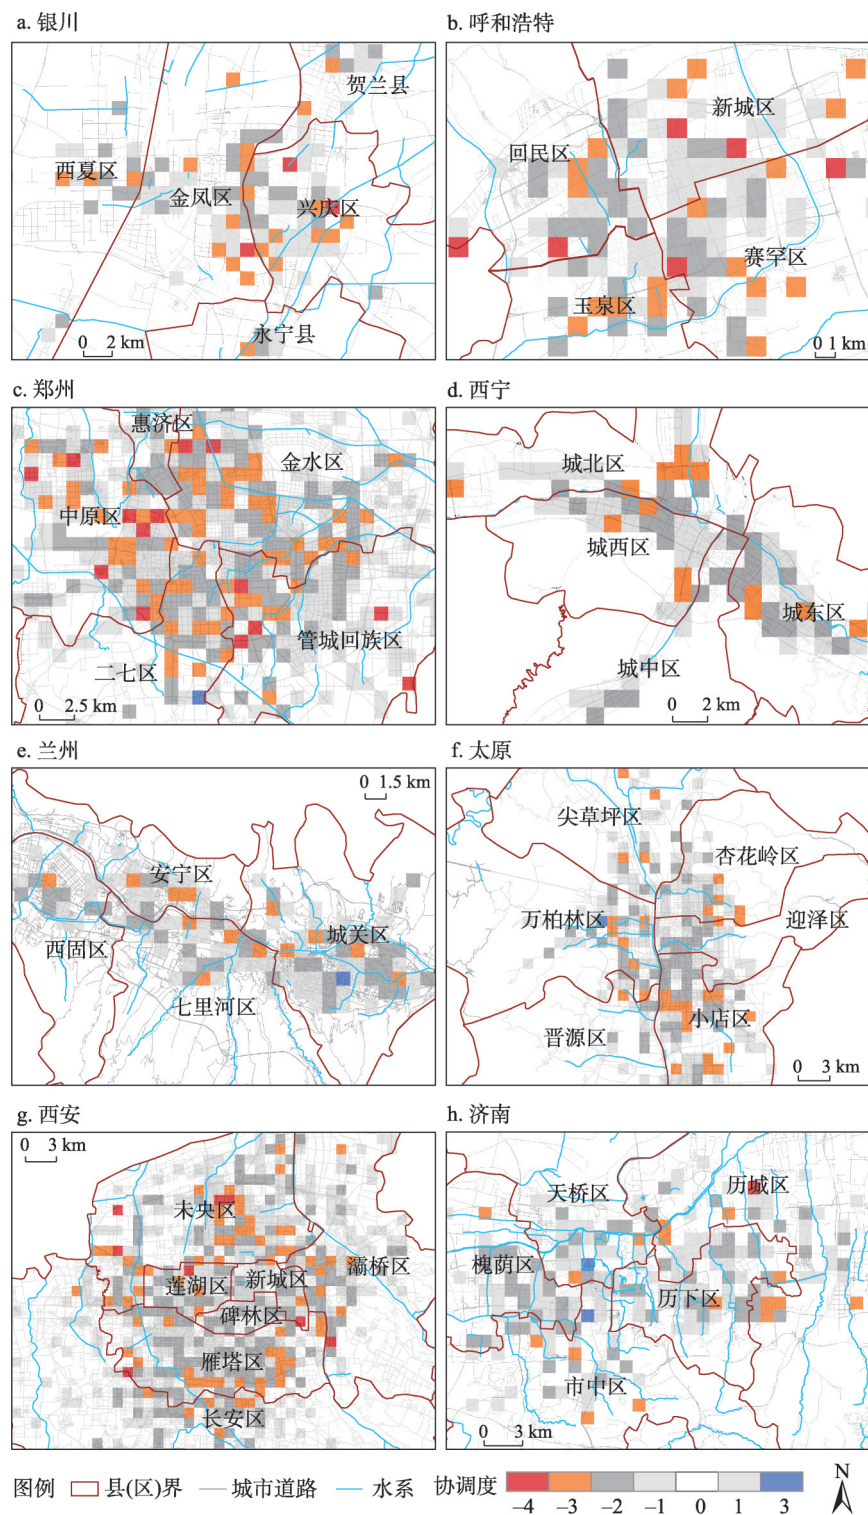 a. 银川
b. 呼和浩特
贺兰县
西夏区
金凤区
兴庆区
永宁县
0 2 km
新城区
回民区
赛罕区
玉泉区
0 1 km
c. 郑州
d. 西宁
惠济区
金水区
中原区
管城回族区
二七区
0 2.5 km
城北区
城西区
城东区
城中区
0 2 km
e. 兰州
f. 太原
0 1.5 km
安宁区
城关区
西固区
七里河区
尖草坪区
杏花岭区
万柏林区
迎泽区
小店区
晋源区
0 3 km
g. 西安
h. 济南
0 3 km
未央区
灞桥区
莲湖区
新城区
碑林区
雁塔区
长安区
天桥区
历城区
槐荫区
历下区
市中区
0 3 km
图例 县(区)界 城市道路 水系 协调度
–4 –3 –2 –1 0 1 3
N